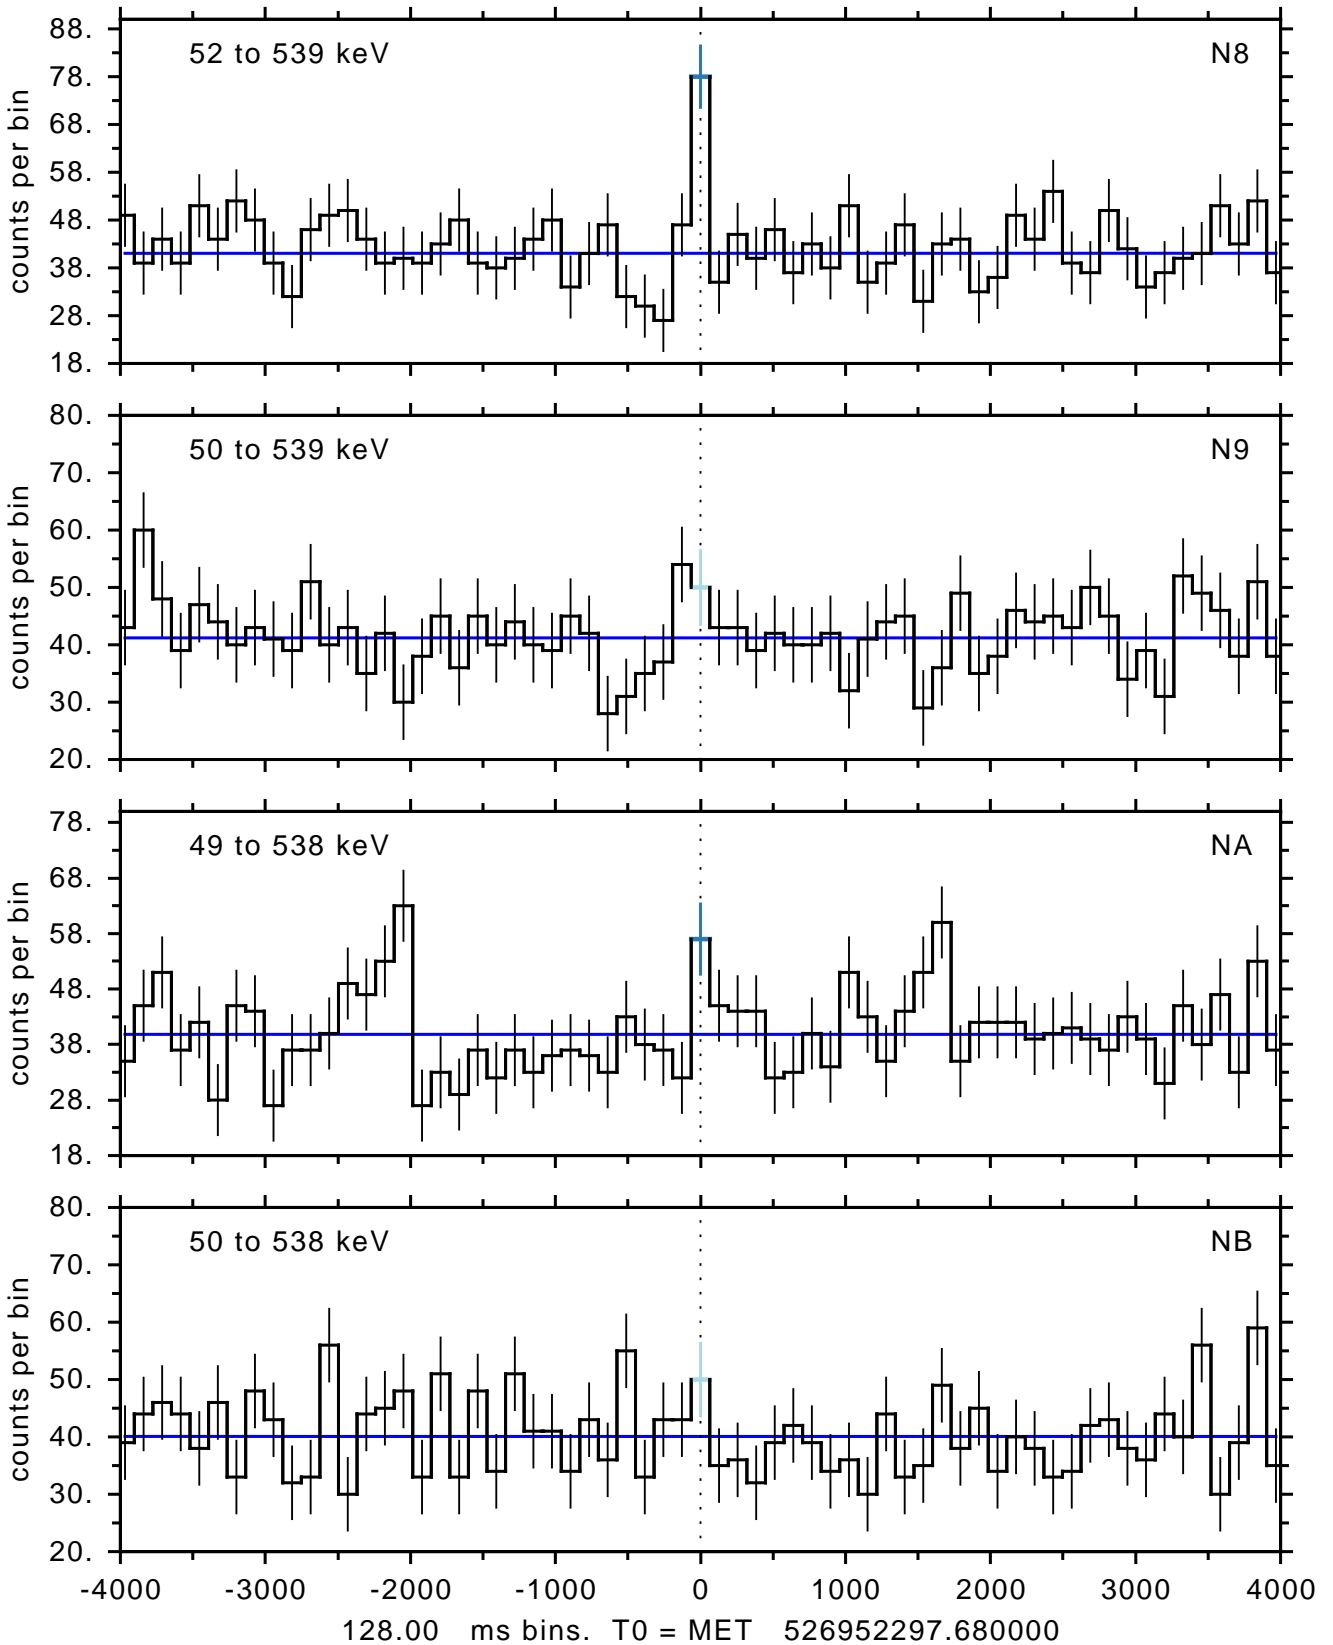 52 to 539 keV N8
88.
78.
68.
58.
48.
38.
28.
18.
counts per bin
50 to 539 keV N9
80.
70.
60.
50.
40.
30.
20.
counts per bin
49 to 538 keV NA
78.
68.
58.
48.
38.
28.
18.
counts per bin
50 to 538 keV NB
80.
70.
60.
50.
40.
30.
20.
counts per bin
-4000 -3000 -2000 -1000 0 1000 2000 3000 4000
128.00 ms bins. T0 = MET 526952297.680000